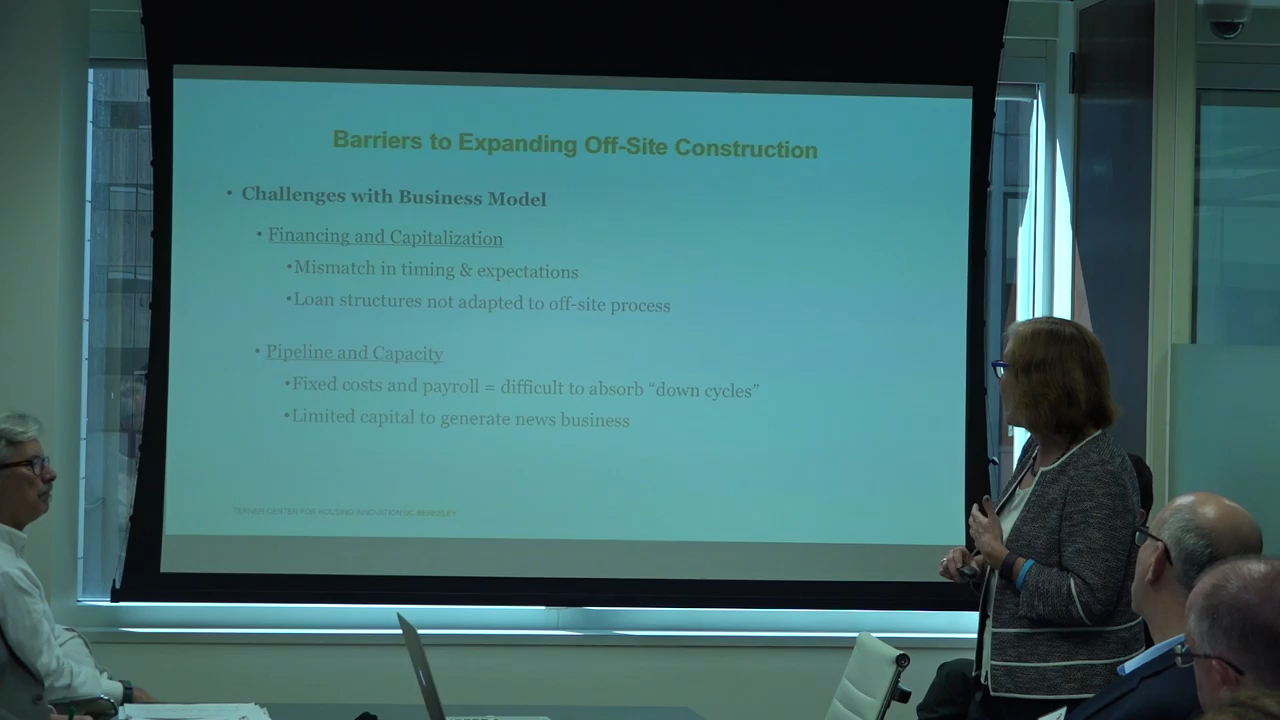 Barriers to Expanding Off-Site Construction
• Challenges with Business Model
• Financing and Capitalization
•Mismatch in timing & expectations
•Loan structures not adapted to off-site process
• Pipeline and Capacity
•Fixed costs and payroll = difficult to absorb “down cycles”
•Limited capital to generate news business
TERNER CENTER FOR HOUSING INNOVATION UC BERKELEY